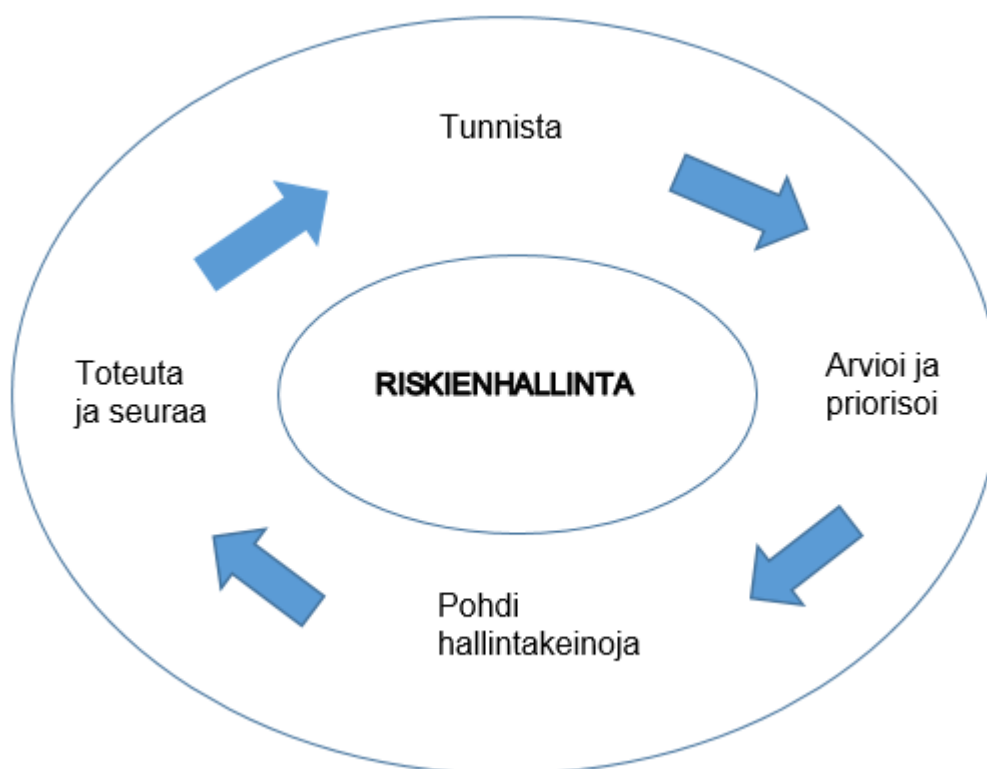 Tunnista
Arvioi ja
priorisoi
Pohdi
hallintakeinoja
Toteuta
ja seuraa
RISKIENHALLINTA